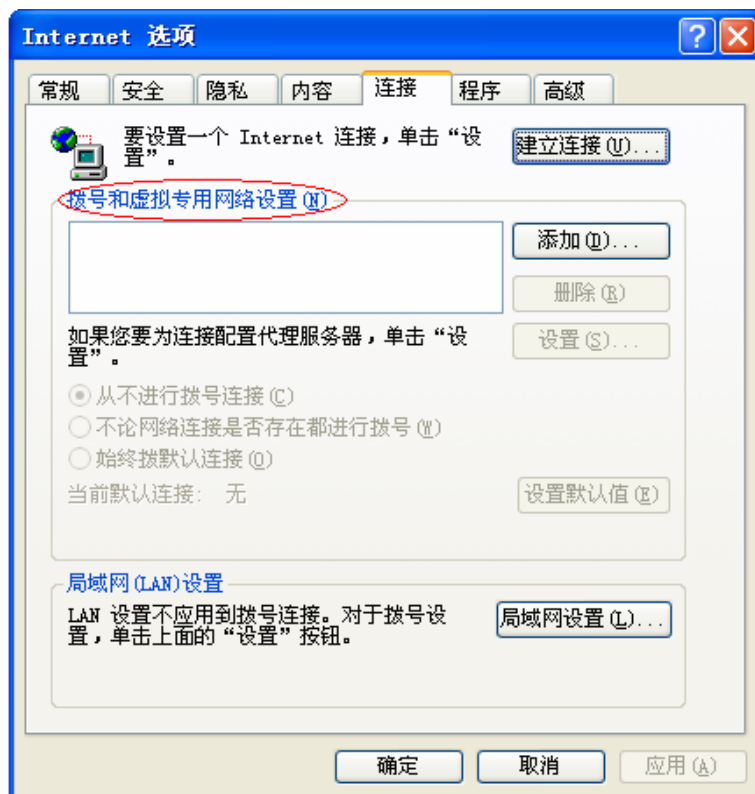 Internet 选项
常规 安全 隐私 内容 连接 程序 高级
要设置一个 Internet 连接，单击“设
置”。
建立连接(U)...
拨号和虚拟专用网络设置(N)
添加(D)...
删除(R)
如果您要为连接配置代理服务器，单击“设
置”。
设置(S)...
从不进行拨号连接(C)
不论网络连接是否存在都进行拨号(W)
始终拨默认连接(O)
当前默认连接: 无
设置默认值(E)
局域网(LAN)设置
LAN 设置不应用到拨号连接。对于拨号设
置，单击上面的“设置”按钮。
局域网设置(L)...
确定 取消 应用(A)